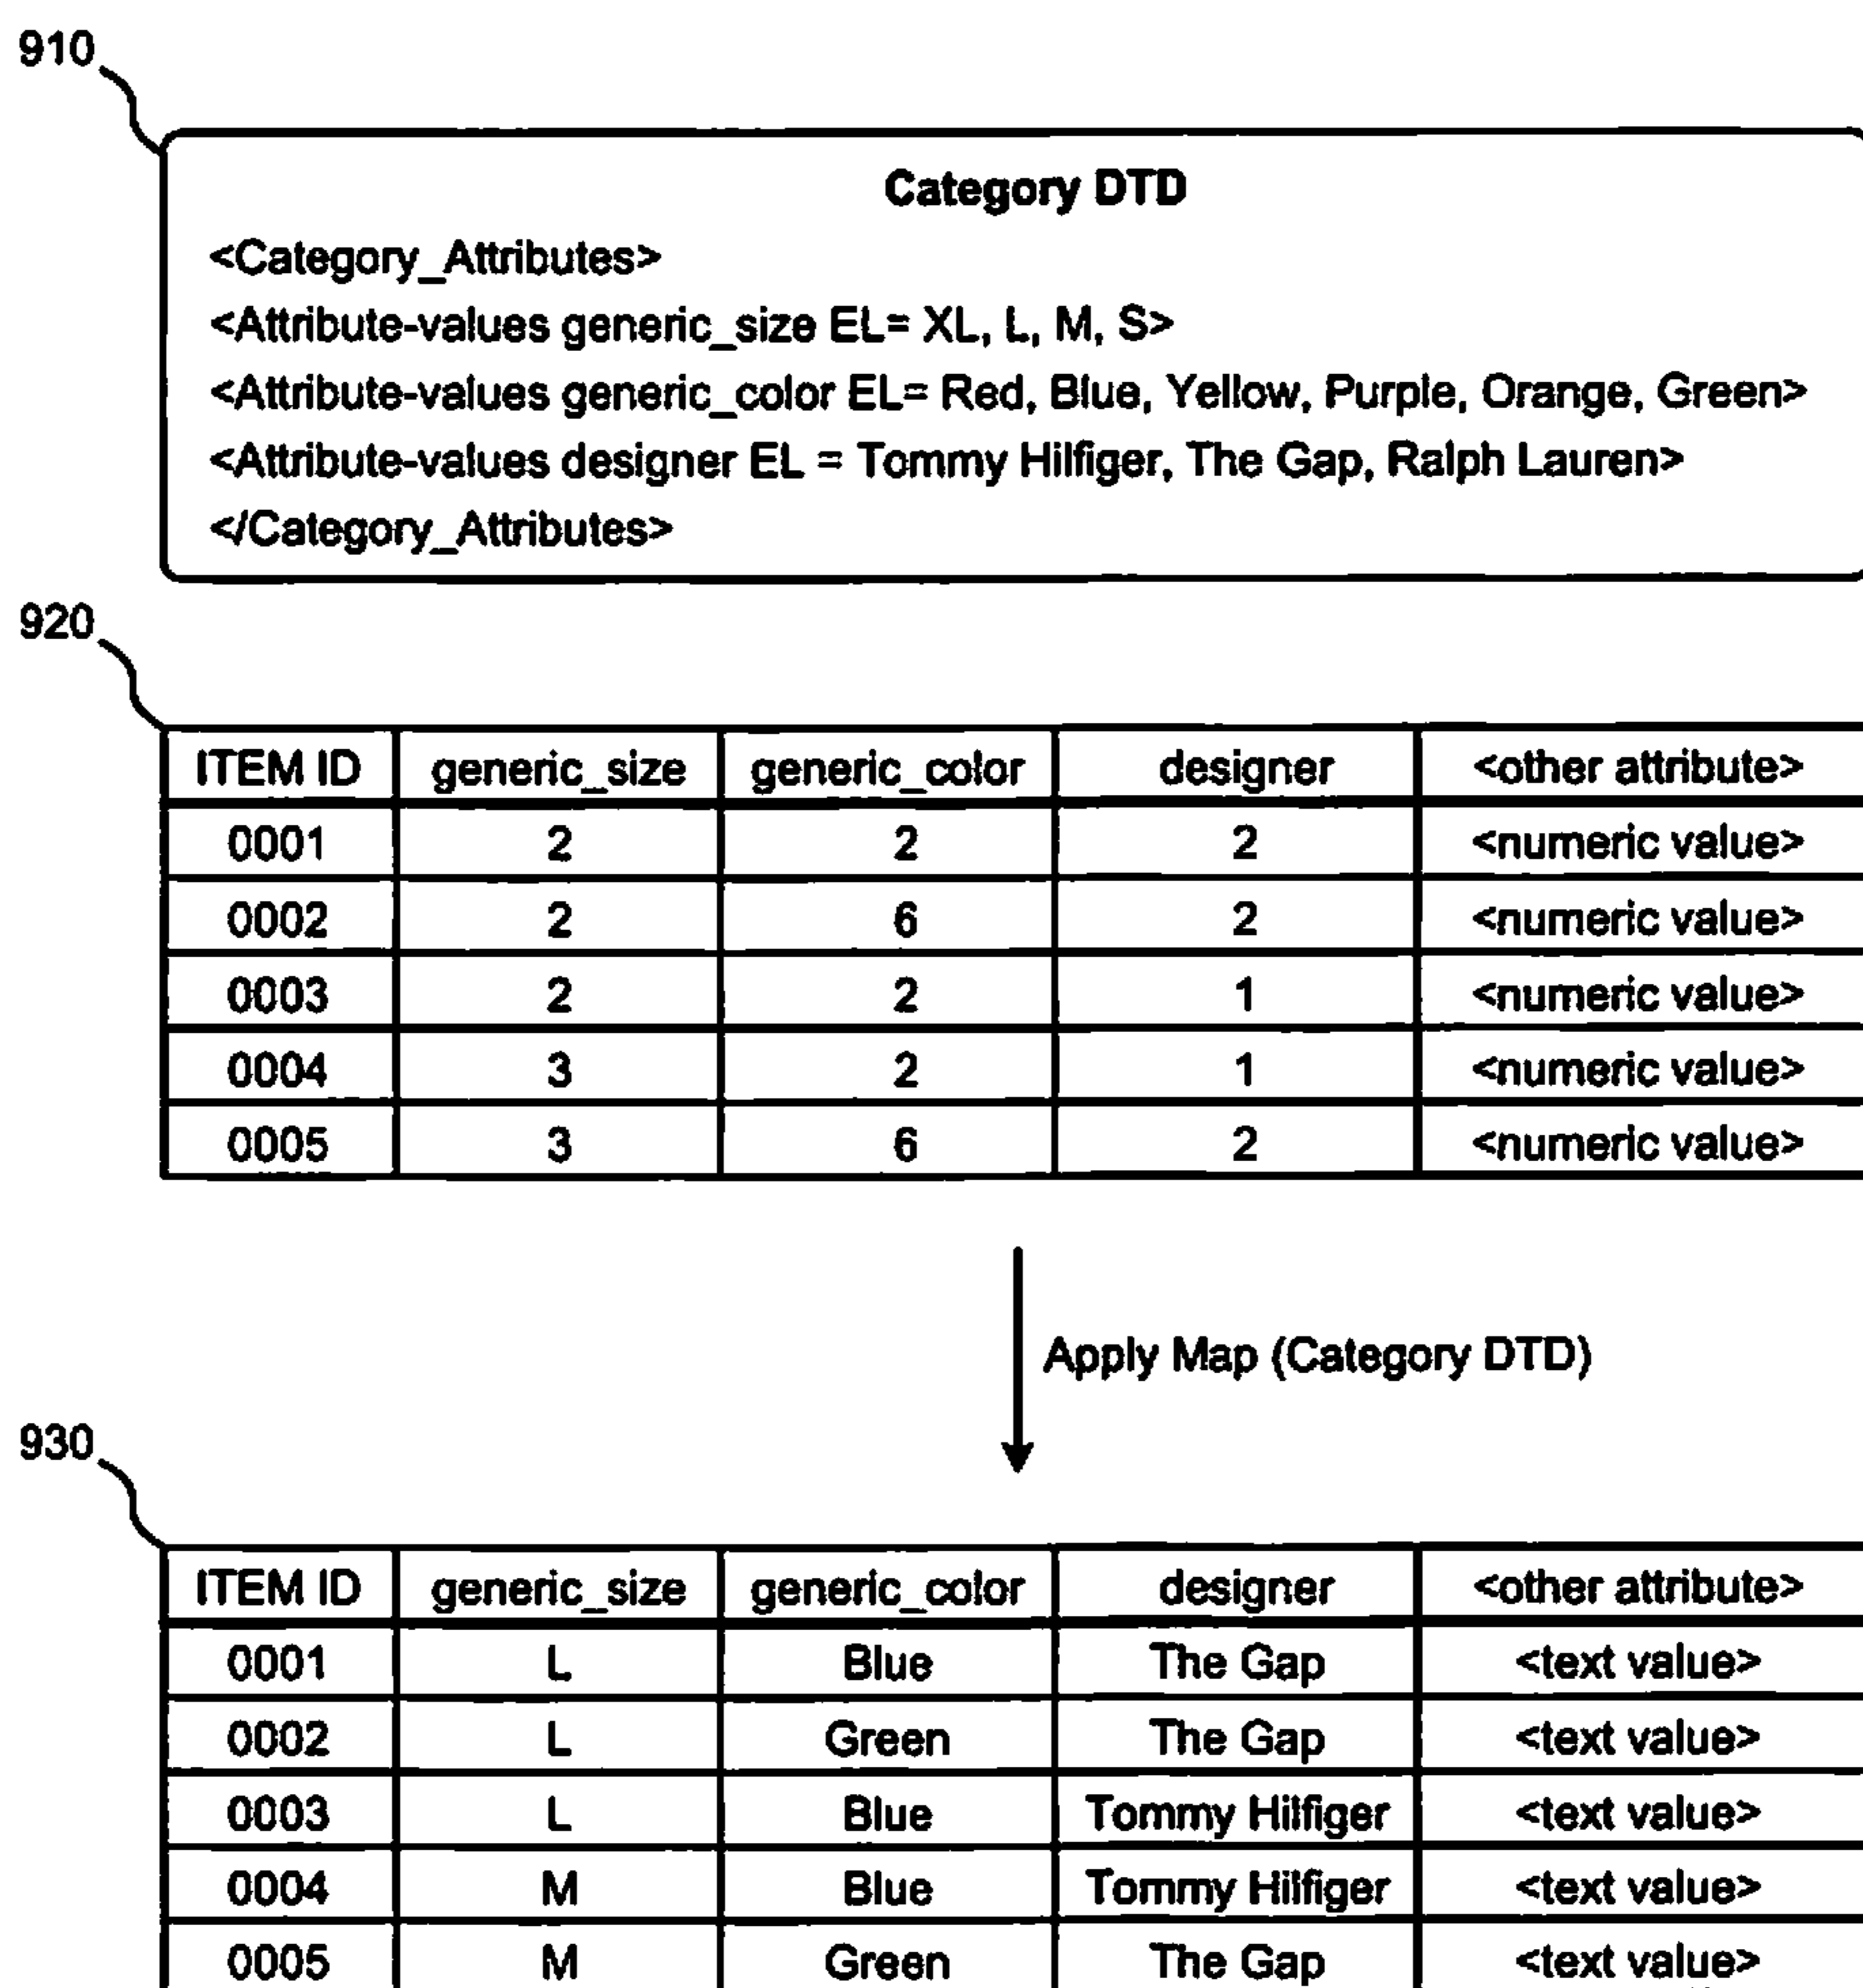 910
Category DTD
<Category_Attributes>
<Attribute-values generic_size EL= XL, L, M, S>
<Attribute-values generic_color EL= Red, Blue, Yellow, Purple, Orange, Green>
<Attribute-values designer EL = Tommy Hilfiger, The Gap, Ralph Lauren>
</Category_Attributes>
920
ITEM ID generic_size generic_color designer <other attribute>
0001 2 2 2 <numeric value>
0002 2 6 2 <numeric value>
0003 2 2 1 <numeric value>
0004 3 2 1 <numeric value>
0005 3 6 2 <numeric value>
Apply Map (Category DTD)
930
ITEM ID generic_size generic_color designer <other attribute>
0001 L Blue The Gap <text value>
0002 L Green The Gap <text value>
0003 L Blue Tommy Hilfiger <text value>
0004 M Blue Tommy Hilfiger <text value>
0005 M Green The Gap <text value>